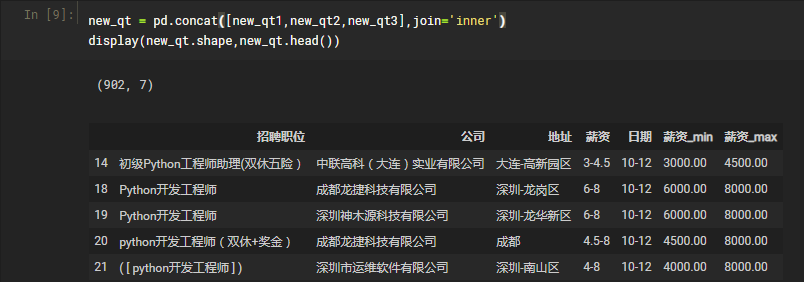 In [9]:
new_qt = pd.concat([new_qt1,new_qt2,new_qt3],join='inner')
display(new_qt.shape,new_qt.head())
(902, 7)
招聘职位 公司 地址 薪资 日期 薪资_min 薪资_max
14 初级Python工程师助理(双休五险） 中联高科（大连）实业有限公司 大连-高新园区 3-4.5 10-12 3000.00 4500.00
18 Python开发工程师 成都龙捷科技有限公司 深圳-龙岗区 6-8 10-12 6000.00 8000.00
19 Python开发工程师 深圳神木源科技有限公司 深圳-龙华新区 6-8 10-12 6000.00 8000.00
20 python开发工程师（双休+奖金） 成都龙捷科技有限公司 成都 4.5-8 10-12 4500.00 8000.00
21 ( [ python开发工程师 ] ) 深圳市运维软件有限公司 深圳-南山区 4-8 10-12 4000.00 8000.00